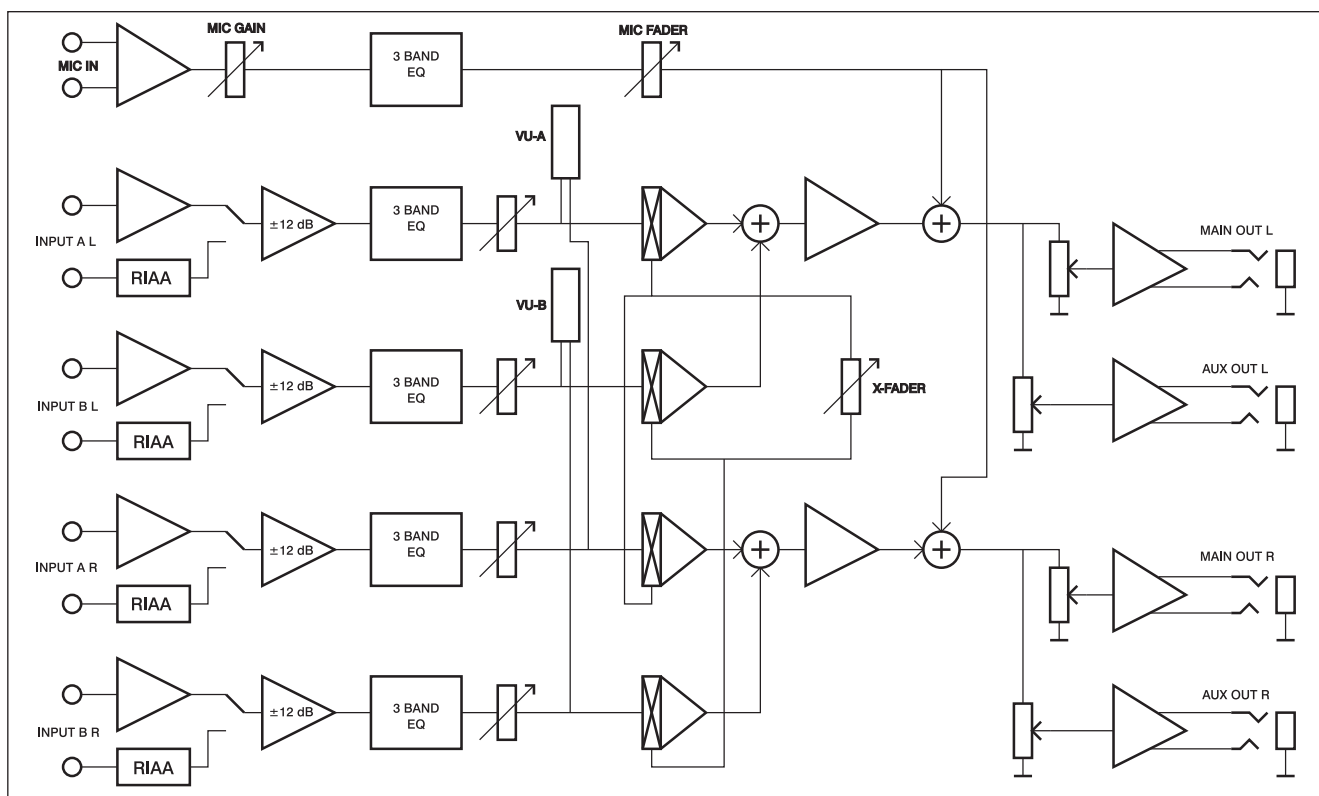 MIC GAIN
MIC FADER
MIC IN
3 BAND
EQ
VU-A
±12 dB
3 BAND
EQ
INPUT A L
RIAA
MAIN OUT L
VU-B
±12 dB
3 BAND
EQ
X-FADER
AUX OUT L
INPUT B L
RIAA
±12 dB
3 BAND
EQ
INPUT A R
RIAA
MAIN OUT R
±12 dB
3 BAND
EQ
AUX OUT R
INPUT B R
RIAA